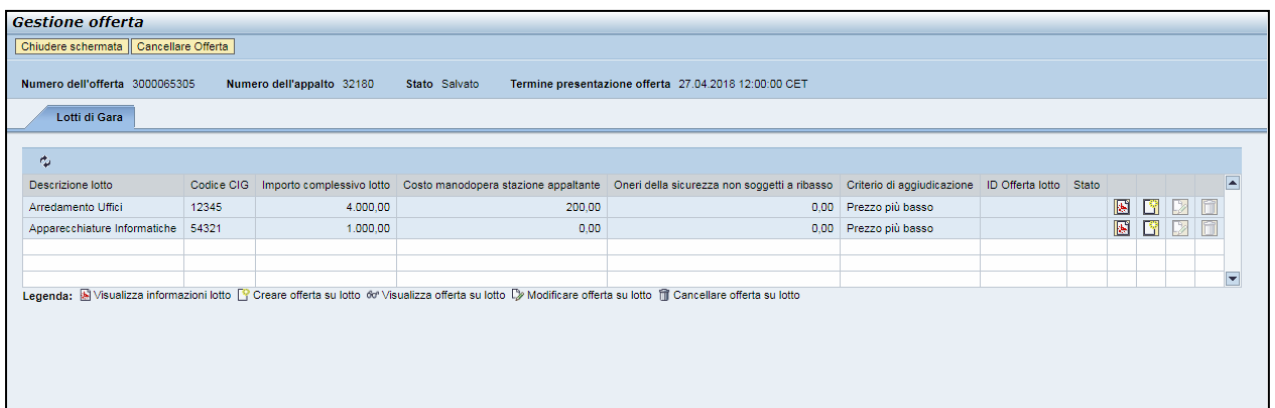 Gestione offerta
Chiudere schermata Cancellare Offerta
Numero dell'offerta 3000065305 Numero dell'appalto 32180 Stato Salvato Termine presentazione offerta 27.04.2018 12:00:00 CET
Lotti di Gara
Descrizione lotto Codice CIG Importo complessivo lotto Costo manodopera stazione appaltante Oneri della sicurezza non soggetti a ribasso Criterio di aggiudicazione ID Offerta lotto Stato
Arredamento Uffici 12345 4.000,00 200,00 0,00 Prezzo più basso
Apparecchiature Informatiche 54321 1.000,00 0,00 0,00 Prezzo più basso
Legenda: Visualizza informazioni lotto Creare offerta su lotto Visualizza offerta su lotto Modificare offerta su lotto Cancellare offerta su lotto